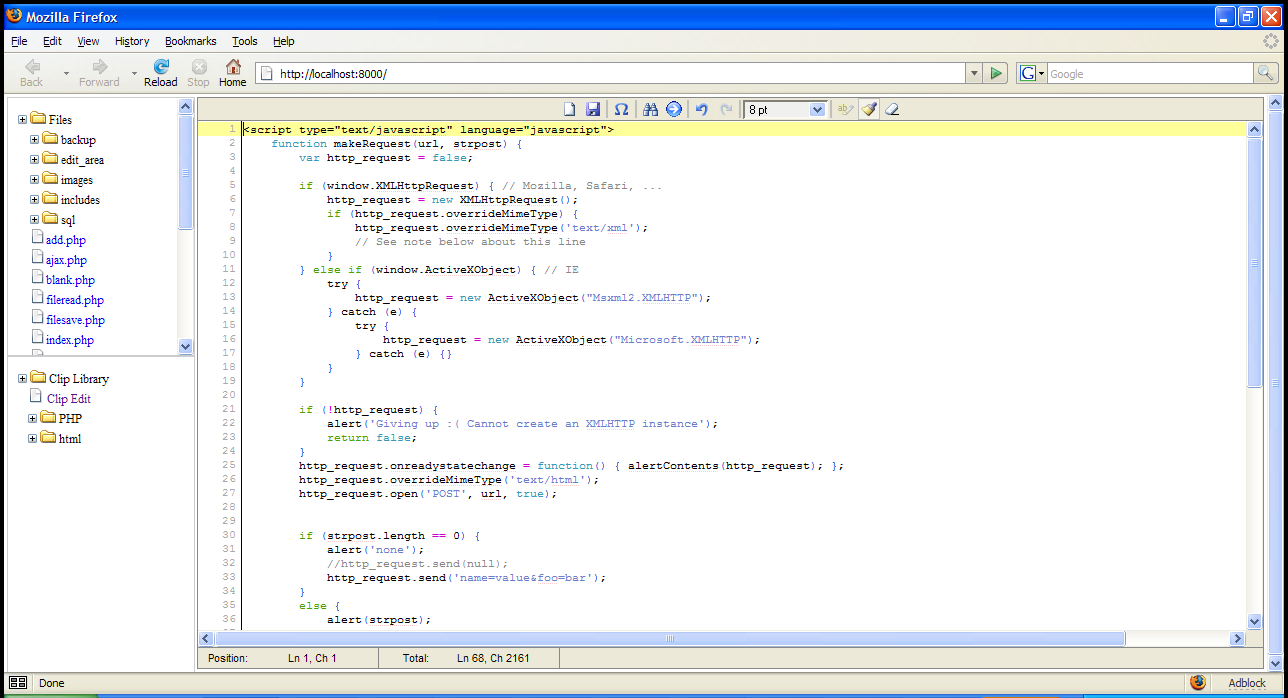 Mozilla Firefox
File Edit View History Bookmarks Tools Help
Back Forward Reload Stop Home http://localhost:8000/ G Google
Files
backup
edit_area
images
includes
sql
add.php
ajax.php
blank.php
fileread.php
filesave.php
index.php
Clip Library
Clip Edit
PHP
html
Ω 8 pt
1 <script type="text/javascript" language="javascript">
2 function makeRequest(url, strpost) {
3 var http_request = false;
4
5 if (window.XMLHttpRequest) { // Mozilla, Safari, ...
6 http_request = new XMLHttpRequest();
7 if (http_request.overrideMimeType) {
8 http_request.overrideMimeType('text/xml');
9 // See note below about this line
10 }
11 } else if (window.ActiveXObject) { // IE
12 try {
13 http_request = new ActiveXObject("Msxml2.XMLHTTP");
14 } catch (e) {
15 try {
16 http_request = new ActiveXObject("Microsoft.XMLHTTP");
17 } catch (e) {}
18 }
19 }
20
21 if (!http_request) {
22 alert('Giving up :( Cannot create an XMLHTTP instance');
23 return false;
24 }
25 http_request.onreadystatechange = function() { alertContents(http_request); };
26 http_request.overrideMimeType('text/html');
27 http_request.open('POST', url, true);
28
29
30 if (strpost.length == 0) {
31 alert('none');
32 //http_request.send(null);
33 http_request.send('name=value&foo=bar');
34 }
35 else {
36 alert(strpost);
Position: Ln 1, Ch 1 Total: Ln 68, Ch 2161
Done Adblock